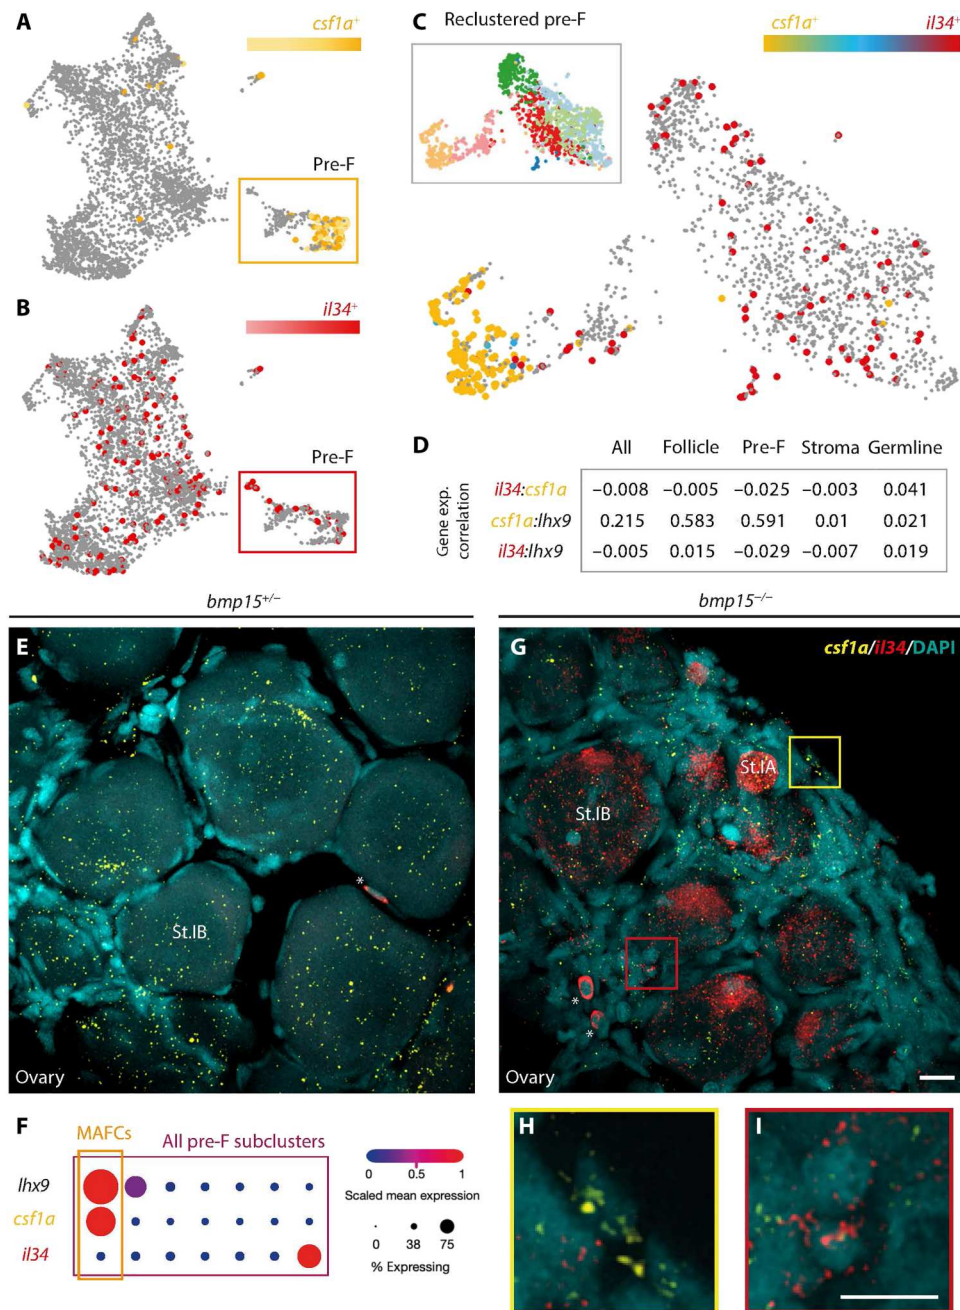 A
csf1a⁺
Pre-F
B
il34⁺
Pre-F
C Reclustered pre-F
csf1a⁺ il34⁺
D
All Follicle Pre-F Stroma Germline
Gene exp. correlation
il34:csf1a −0.008 −0.005 −0.025 −0.003 0.041
csf1a:lhx9 0.215 0.583 0.591 0.01 0.021
il34:lhx9 −0.005 0.015 −0.029 −0.007 0.019
bmp15⁺/⁻
bmp15⁻/⁻
E
*
St.IB
Ovary
G
csf1a/il34/DAPI
St.IA
St.IB
*
*
Ovary
F
MAFCs
All pre-F subclusters
lhx9
csf1a
il34
0 0.5 1
Scaled mean expression
0 38 75
% Expressing
H
I